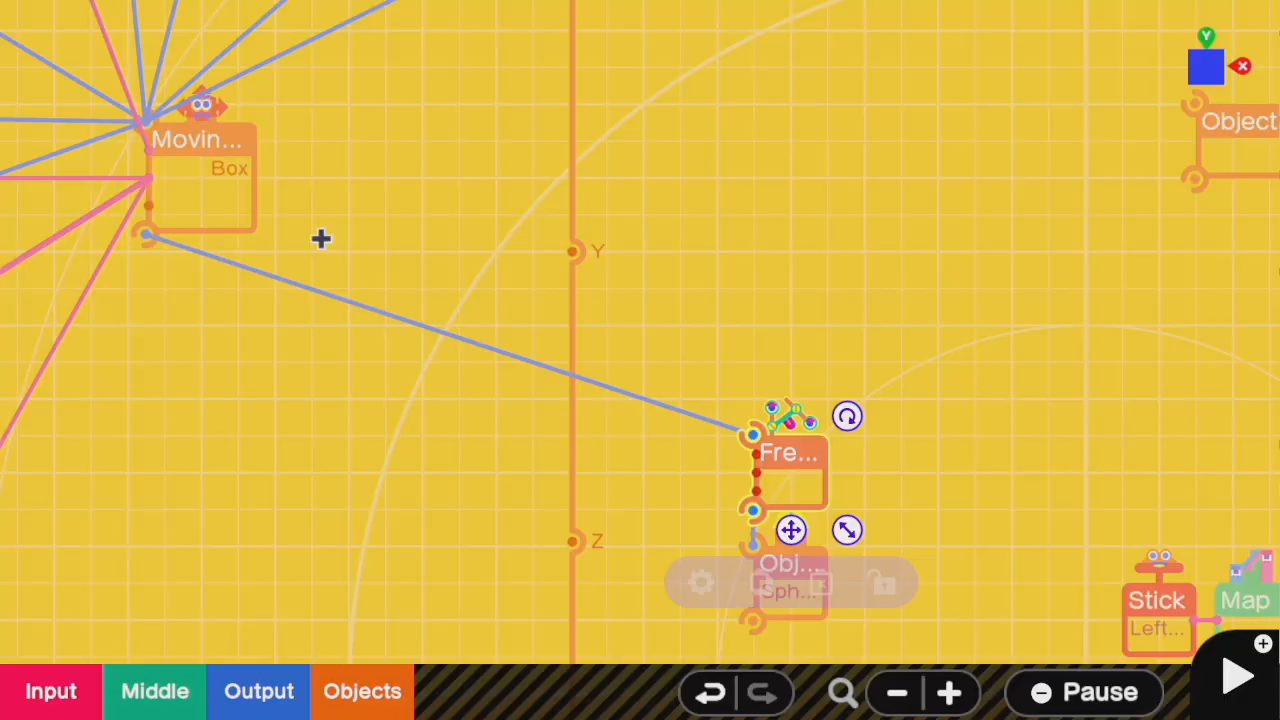 Y
Object
Movin...
Box
Y
Fre...
Z
Obj...
Sph...
Stick
Left...
Map
Input
Middle
Output
Objects
Pause